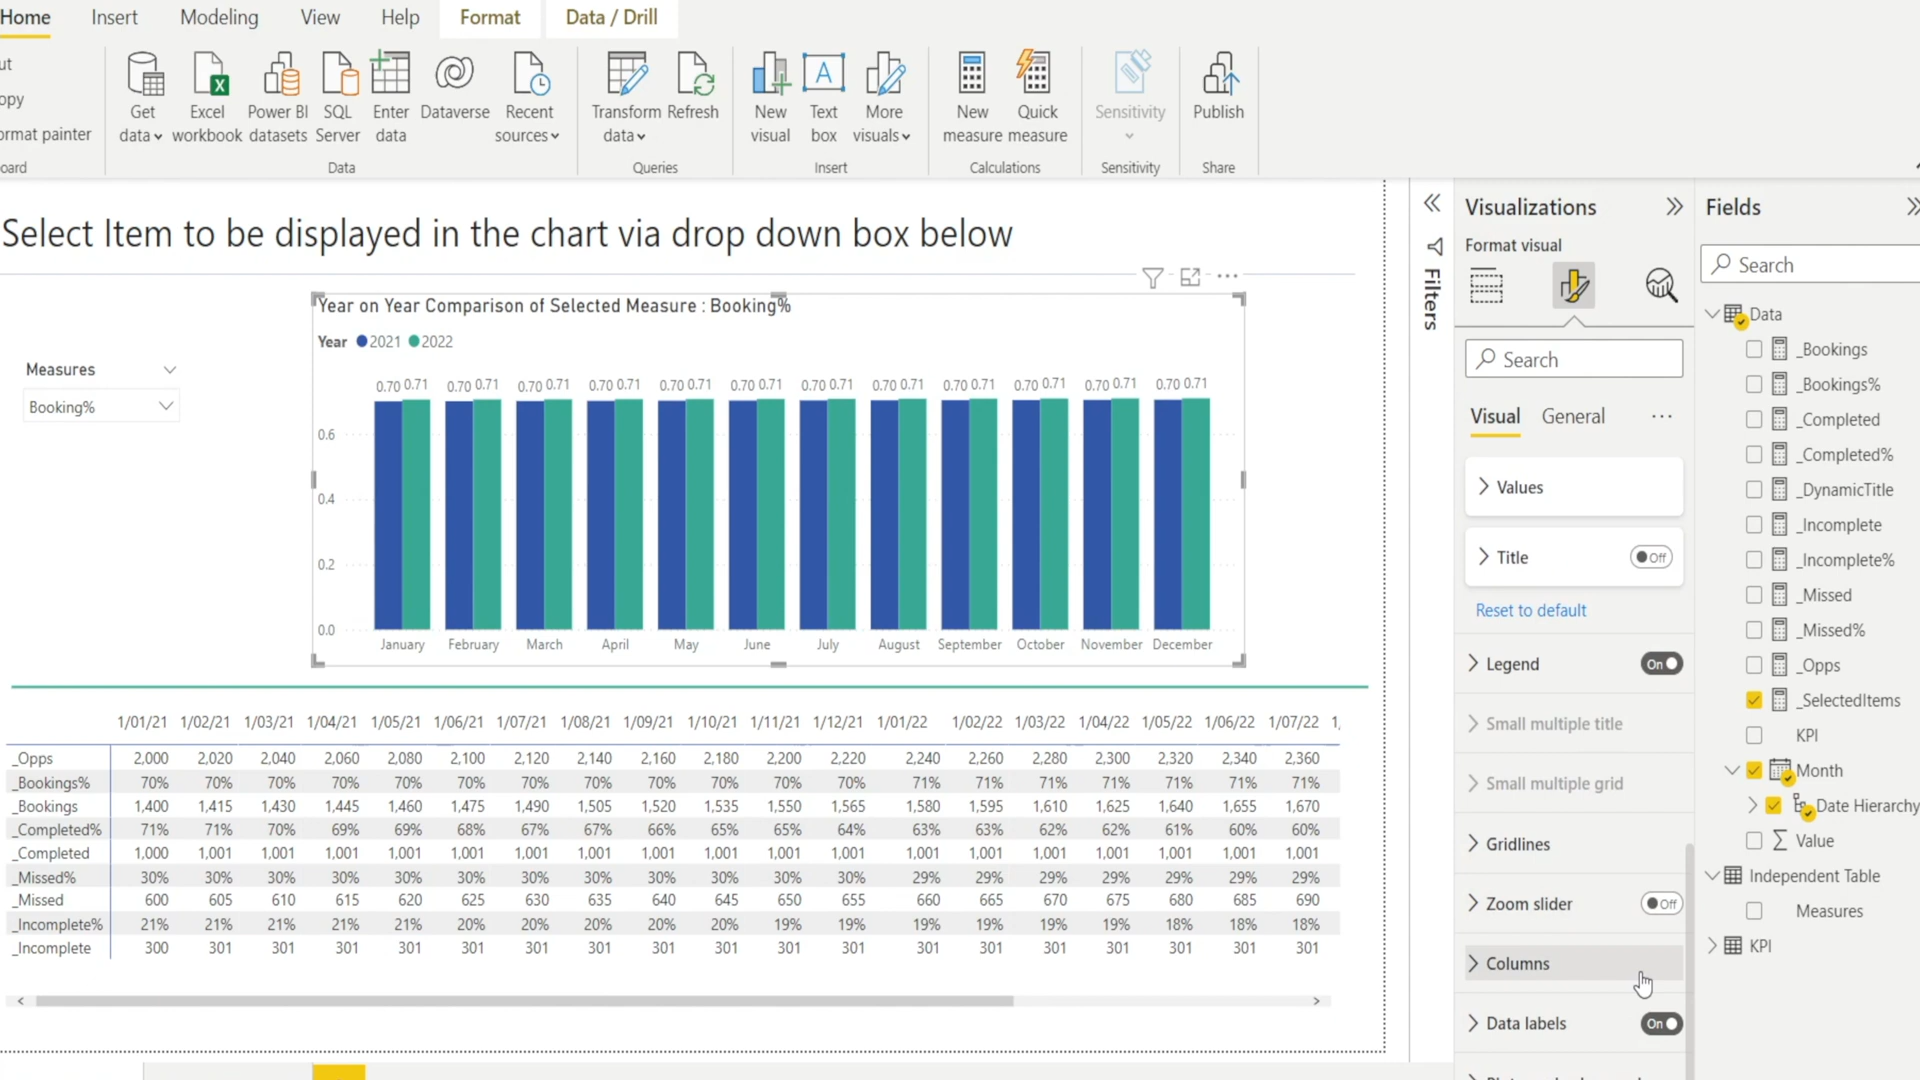 Home Insert Modeling View Help Format Data / Drill
ut
opy
ormat painter
oard
Get data
Excel workbook
Power BI datasets
SQL Server
Enter data
Dataverse
Recent sources
Data
Transform data
Refresh
Queries
New visual
A
Text box
More visuals
Insert
New measure
Quick measure
Calculations
Sensitivity
Sensitivity
Publish
Share
Select Item to be displayed in the chart via drop down box below
Measures
Booking%
Year on Year Comparison of Selected Measure : Booking%
Year 2021 2022
0.70 0.71 0.70 0.71 0.70 0.71 0.70 0.71 0.70 0.71 0.70 0.71 0.70 0.71 0.70 0.71 0.70 0.71 0.70 0.71 0.70 0.71 0.70 0.71
0.6
0.4
0.2
0.0
January February March April May June July August September October November December
1/01/21 1/02/21 1/03/21 1/04/21 1/05/21 1/06/21 1/07/21 1/08/21 1/09/21 1/10/21 1/11/21 1/12/21 1/01/22 1/02/22 1/03/22 1/04/22 1/05/22 1/06/22 1/07/22 1,
_Opps 2,000 2,020 2,040 2,060 2,080 2,100 2,120 2,140 2,160 2,180 2,200 2,220 2,240 2,260 2,280 2,300 2,320 2,340 2,360
_Bookings% 70% 70% 70% 70% 70% 70% 70% 70% 70% 70% 70% 70% 71% 71% 71% 71% 71% 71% 71%
_Bookings 1,400 1,415 1,430 1,445 1,460 1,475 1,490 1,505 1,520 1,535 1,550 1,565 1,580 1,595 1,610 1,625 1,640 1,655 1,670
_Completed% 71% 71% 70% 69% 69% 68% 67% 67% 66% 65% 65% 64% 63% 63% 62% 62% 61% 60% 60%
_Completed 1,000 1,001 1,001 1,001 1,001 1,001 1,001 1,001 1,001 1,001 1,001 1,001 1,001 1,001 1,001 1,001 1,001 1,001 1,001
_Missed% 30% 30% 30% 30% 30% 30% 30% 30% 30% 30% 30% 30% 29% 29% 29% 29% 29% 29% 29%
_Missed 600 605 610 615 620 625 630 635 640 645 650 655 660 665 670 675 680 685 690
_Incomplete% 21% 21% 21% 21% 21% 20% 20% 20% 20% 20% 19% 19% 19% 19% 19% 19% 18% 18% 18%
_Incomplete 300 301 301 301 301 301 301 301 301 301 301 301 301 301 301 301 301 301 301
Filters
Visualizations
Format visual
Search
Visual General
Values
Title Off
Reset to default
Legend On
Small multiple title
Small multiple grid
Gridlines
Zoom slider Off
Columns
Data labels On
Fields
Search
Data
_Bookings
_Bookings%
_Completed
_Completed%
_DynamicTitle
_Incomplete
_Incomplete%
_Missed
_Missed%
_Opps
_SelectedItems
KPI
Month
Date Hierarchy
Value
Independent Table
Measures
KPI